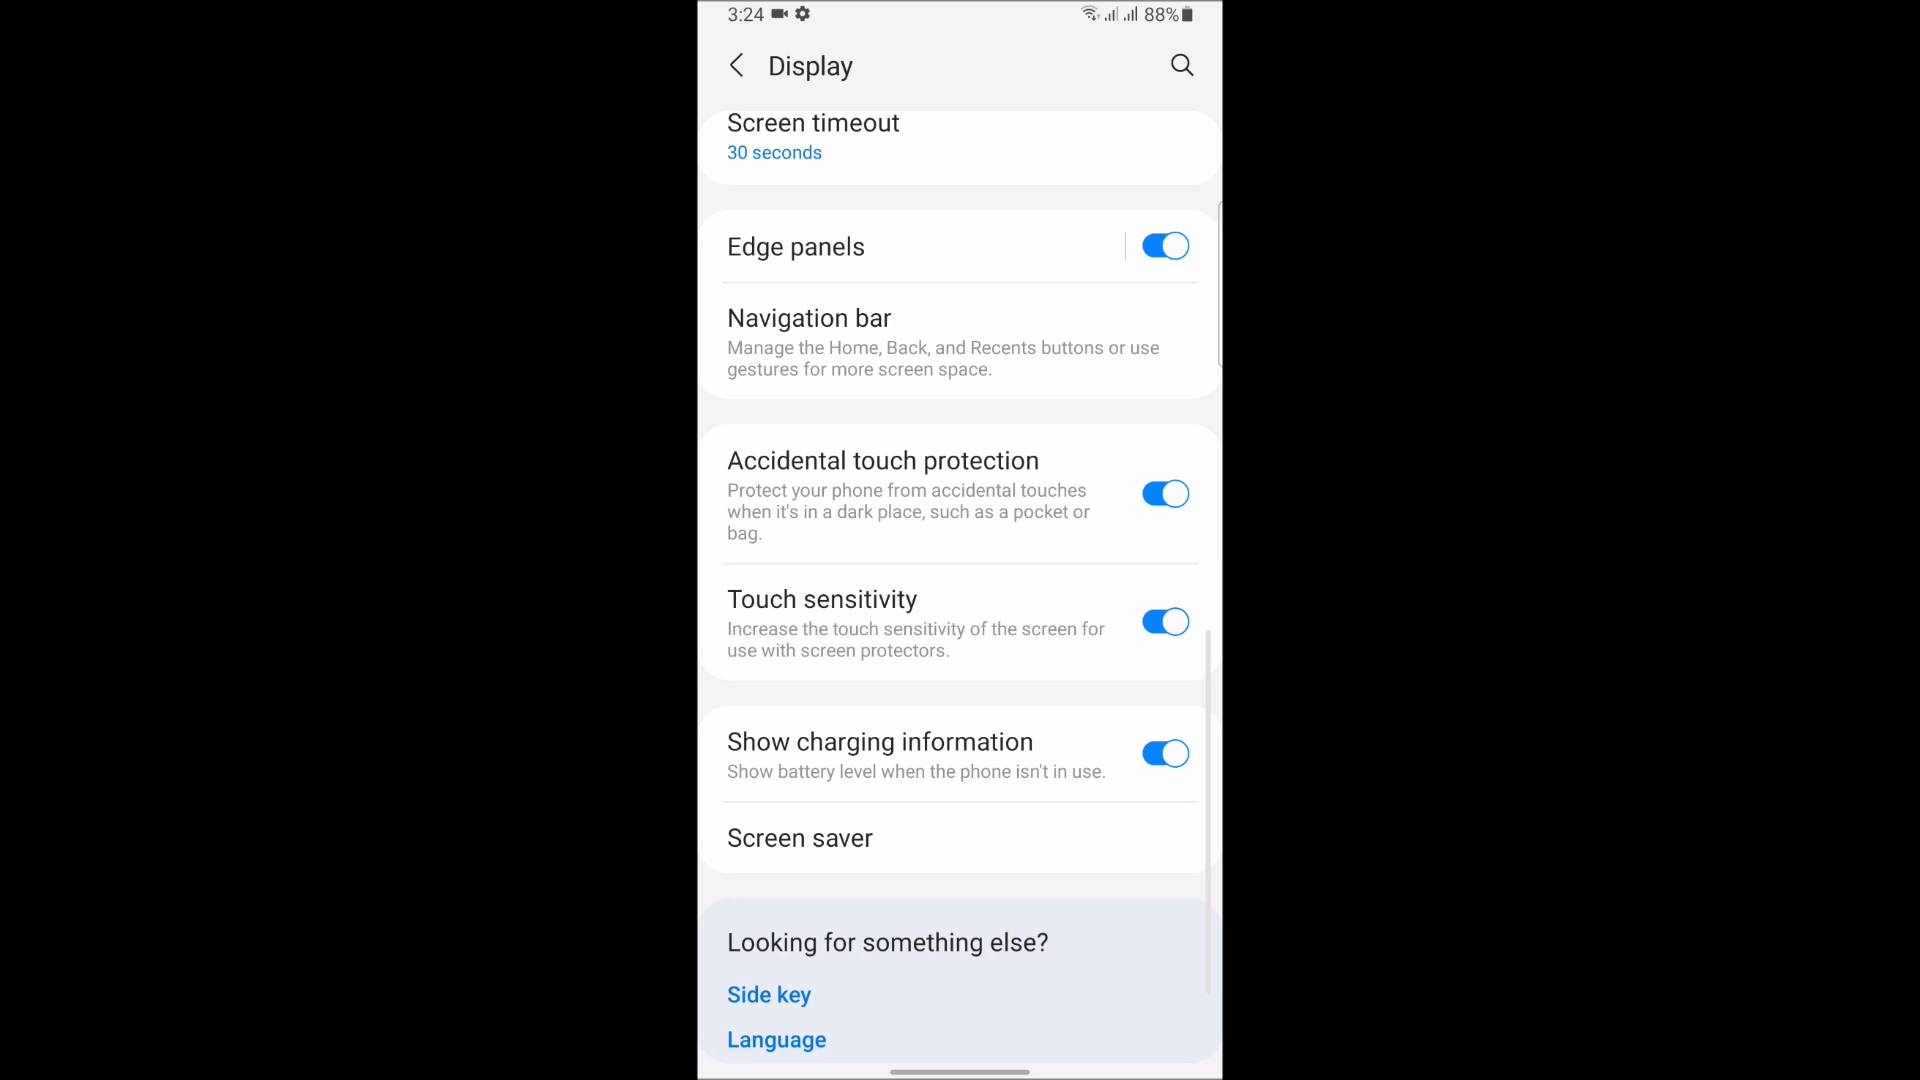 3:24
88%
Display
Screen timeout
30 seconds
Edge panels
Navigation bar
Manage the Home, Back, and Recents buttons or use
gestures for more screen space.
Accidental touch protection
Protect your phone from accidental touches
when it's in a dark place, such as a pocket or
bag.
Touch sensitivity
Increase the touch sensitivity of the screen for
use with screen protectors.
Show charging information
Show battery level when the phone isn't in use.
Screen saver
Looking for something else?
Side key
Language